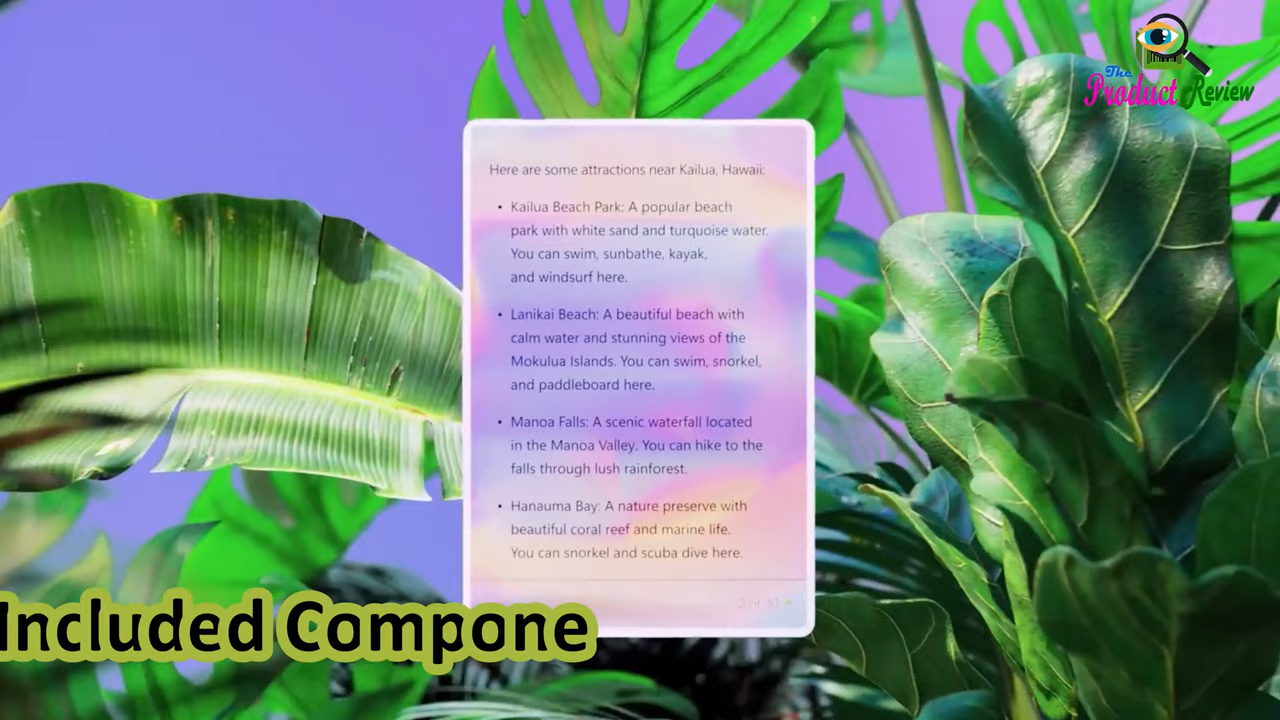 The
Product Review
Here are some attractions near Kailua, Hawaii:
• Kailua Beach Park: A popular beach
park with white sand and turquoise water.
You can swim, sunbathe, kayak,
and windsurf here.
• Lanikai Beach: A beautiful beach with
calm water and stunning views of the
Mokulua Islands. You can swim, snorkel,
and paddleboard here.
• Manoa Falls: A scenic waterfall located
in the Manoa Valley. You can hike to the
falls through lush rainforest.
• Hanauma Bay: A nature preserve with
beautiful coral reef and marine life.
You can snorkel and scuba dive here.
Included Compone